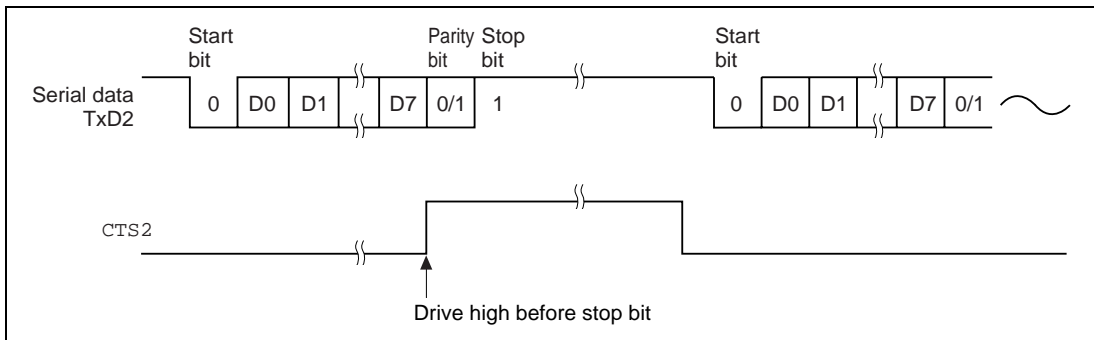 Start bit
Parity bit
Stop bit
Start bit
Serial data TxD2
0 D0 D1 D7 0/1 1 0 D0 D1 D7 0/1
CTS2
Drive high before stop bit